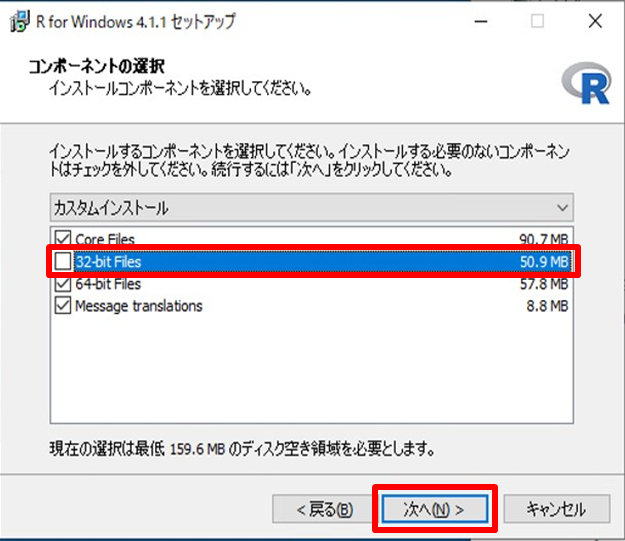 R for Windows 4.1.1 セットアップ
コンポーネントの選択
インストールコンポーネントを選択してください。
R
インストールするコンポーネントを選択してください。インストールする必要のないコンポーネン
トはチェックを外してください。続行するには「次へ」をクリックしてください。
カスタムインストール
Core Files 90.7 MB
32-bit Files 50.9 MB
64-bit Files 57.8 MB
Message translations 8.8 MB
現在の選択は最低 159.6 MB のディスク空き領域を必要とします。
< 戻る(B) 次へ(N) > キャンセル